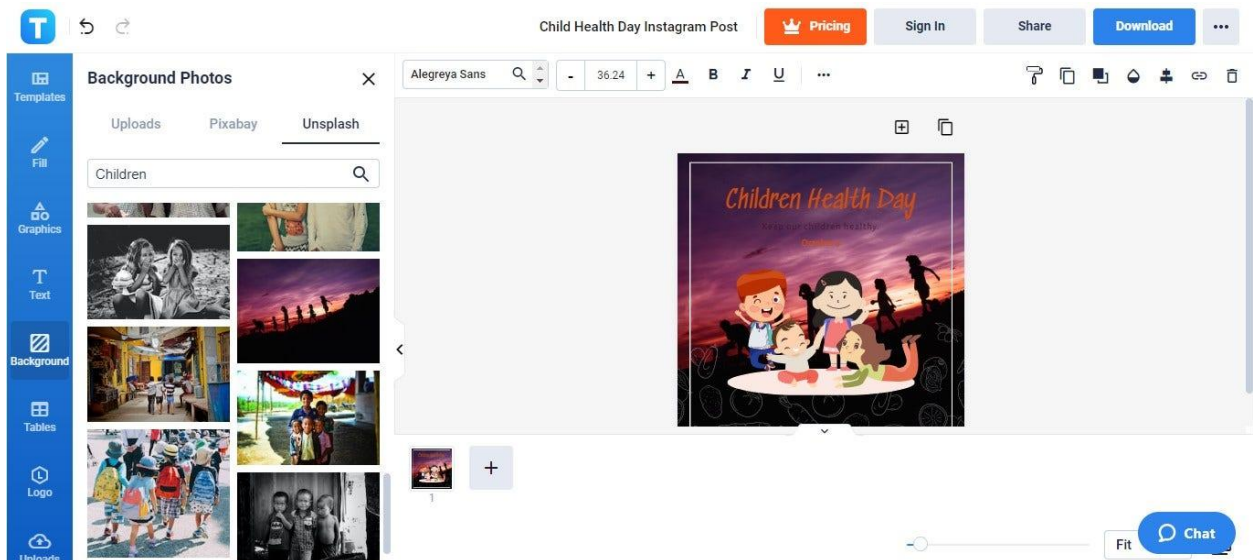 T
Child Health Day Instagram Post
Pricing
Sign In
Share
Download
Templates
Fill
Graphics
Text
Background
Tables
Logo
Uploads
Background Photos
Uploads
Pixabay
Unsplash
Children
Alegreya Sans
- 36.24 +
A B I U
Children Health Day
Keep our children healthy
1
Fit
Chat